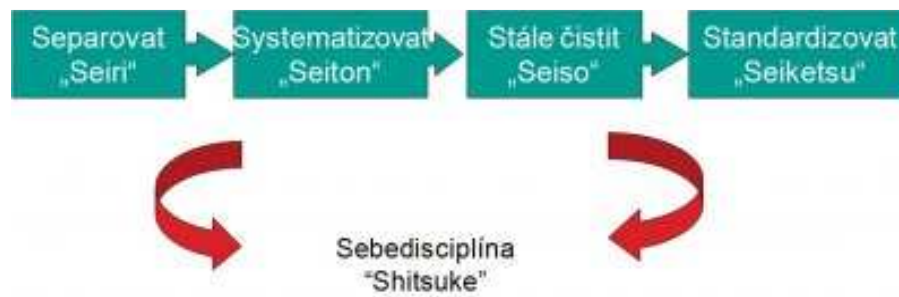 Separovat
„Seiri“
Systematizovat
„Seiton“
Stále čistit
„Seiso“
Standardizovat
„Seiketsu“
Sebedisciplína
“Shitsuke”